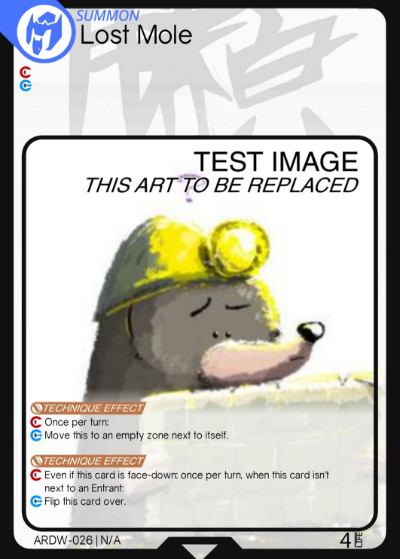 SUMMON
Lost Mole
C
C
TEST IMAGE
THIS ART TO BE REPLACED
?
TECHNIQUE EFFECT
C Once per turn:
C Move this to an empty zone next to itself.
TECHNIQUE EFFECT
C Even if this card is face-down: once per turn, when this card isn't
next to an Entrant:
C Flip this card over.
ARDW-026 | N/A
4 LIFE